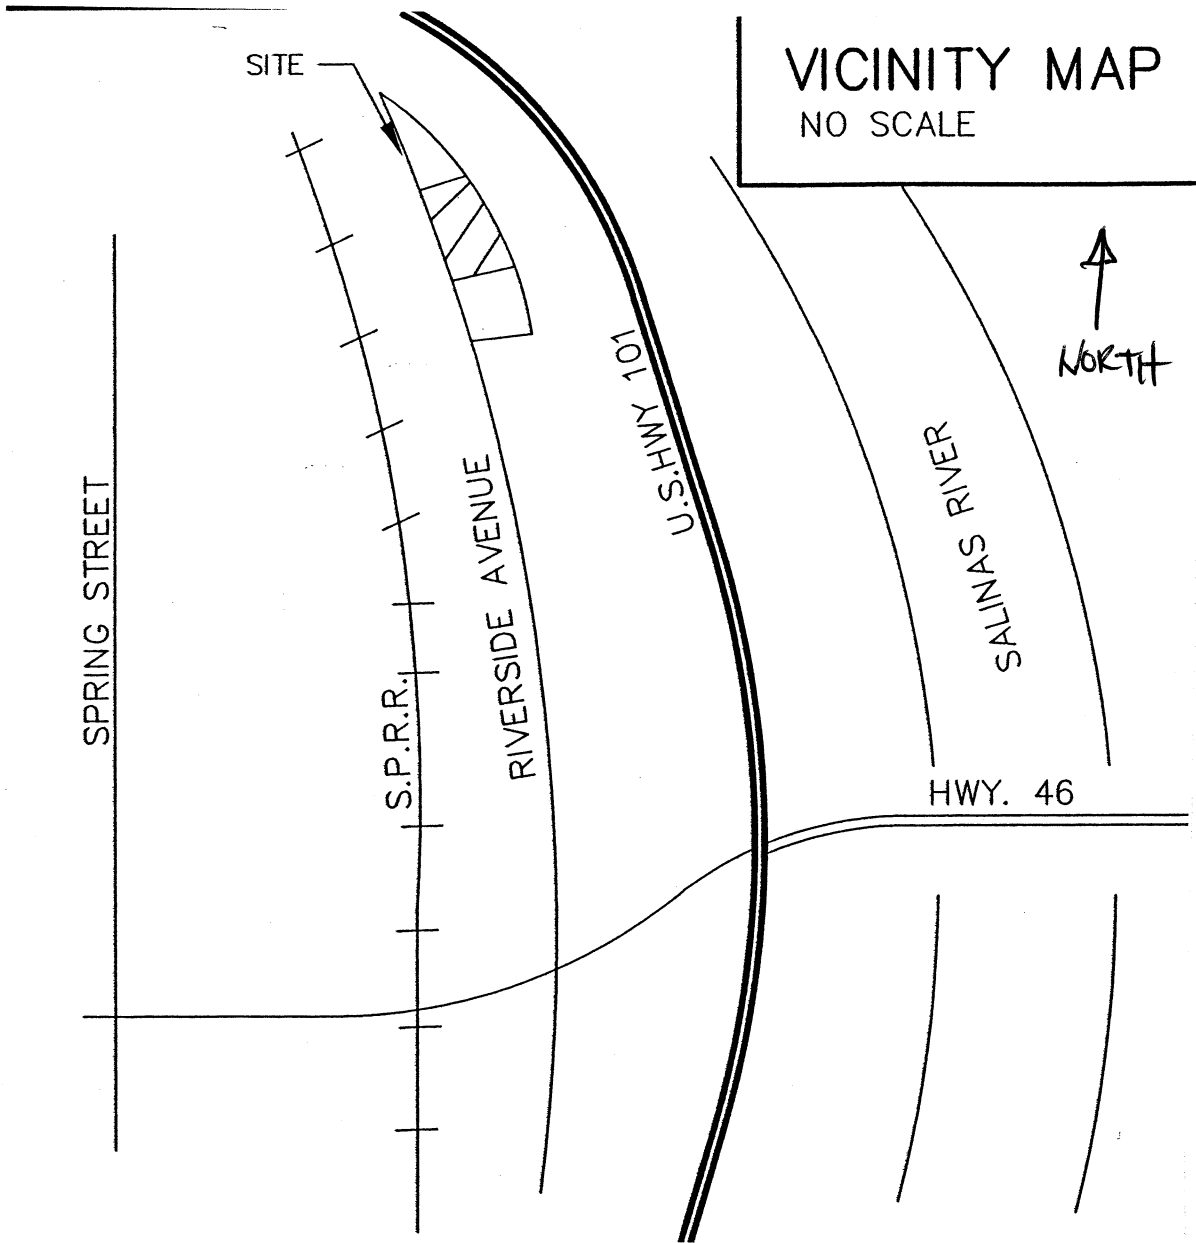 SITE
VICINITY MAP
NO SCALE
NORTH
U.S.HWY 101
SALINAS RIVER
RIVERSIDE AVENUE
SPRING STREET
S.P.R.R.
HWY. 46